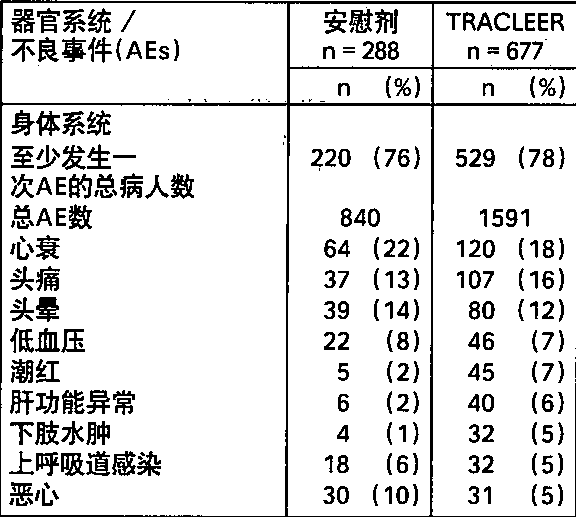 器官系统 / 安慰剂 TRACLEER
不良事件(AEs) n=288 n=677
n (%) n (%)
身体系统
至少发生一 220 (76) 529 (78)
次AE的总病人数
总AE数 840 1591
心衰 64 (22) 120 (18)
头痛 37 (13) 107 (16)
头晕 39 (14) 80 (12)
低血压 22 (8) 46 (7)
潮红 5 (2) 45 (7)
肝功能异常 6 (2) 40 (6)
下肢水肿 4 (1) 32 (5)
上呼吸道感染 18 (6) 32 (5)
恶心 30 (10) 31 (5)